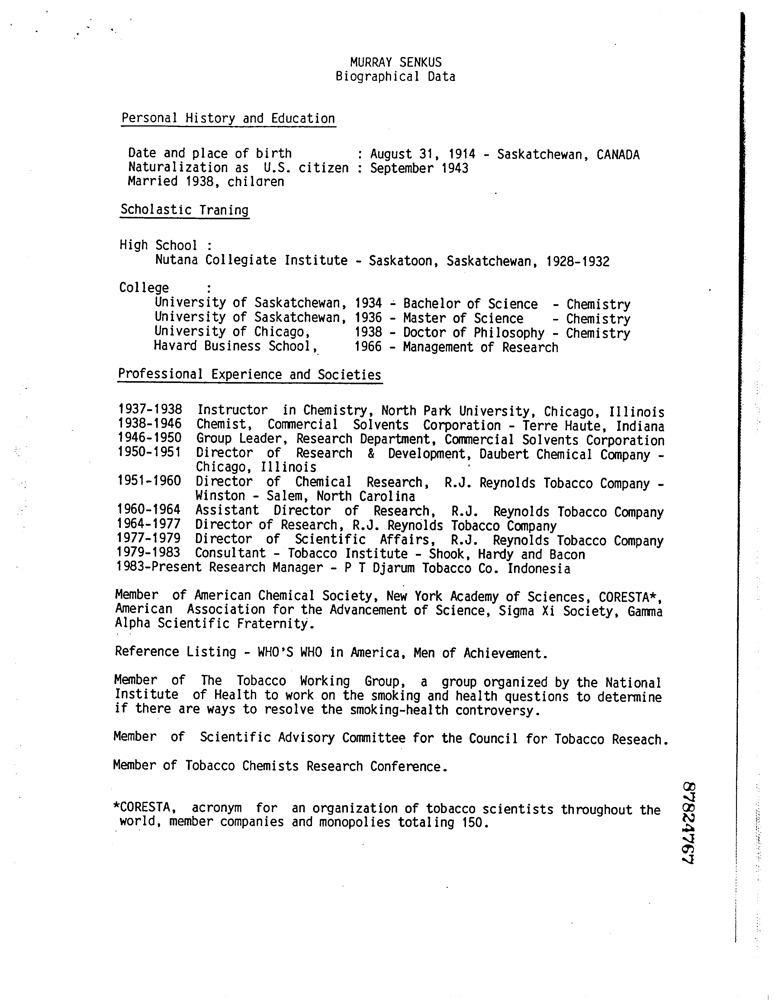 MURRAY SENKUS
Biographical Data
Personal History and Education
Date and place of birth : August 31, 1914 - Saskatchewan, CANADA
Naturalization as U.S. citizen : September 1943
Married 1938, children
Scholastic Traning
High School :
Nutana Collegiate Institute - Saskatoon, Saskatchewan, 1928-1932
College :
University of Saskatchewan, 1934 - Bachelor of Science - Chemistry
University of Saskatchewan, 1936 - Master of Science - Chemistry
University of Chicago, 1938 - Doctor of Philosophy - Chemistry
Havard Business School, 1966 - Management of Research
Professional Experience and Societies
1937-1938 Instructor in Chemistry, North Park University, Chicago, Illinois
1938-1946 Chemist, Commercial Solvents Corporation - Terre Haute, Indiana
1946-1950 Group Leader, Research Department, Commercial Solvents Corporation
1950-1951 Director of Research & Development, Daubert Chemical Company -
Chicago, Illinois
1951-1960 Director of Chemical Research, R.J. Reynolds Tobacco Company -
Winston - Salem, North Carolina
1960-1964 Assistant Director of Research, R.J. Reynolds Tobacco Company
1964-1977 Director of Research, R.J. Reynolds Tobacco Company
1977-1979 Director of Scientific Affairs, R.J. Reynolds Tobacco Company
1979-1983 Consultant - Tobacco Institute - Shook, Hardy and Bacon
1983-Present Research Manager - P T Djarum Tobacco Co. Indonesia
Member of American Chemical Society, New York Academy of Sciences, CORESTA*,
American Association for the Advancement of Science, Sigma Xi Society, Gamma
Alpha Scientific Fraternity.
Reference Listing - WHO'S WHO in America, Men of Achievement.
Member of The Tobacco Working Group, a group organized by the National
Institute of Health to work on the smoking and health questions to determine
if there are ways to resolve the smoking-health controversy.
Member of Scientific Advisory Committee for the Council for Tobacco Reseach.
Member of Tobacco Chemists Research Conference.
*CORESTA, acronym for an organization of tobacco scientists throughout the
world, member companies and monopolies totaling 150.
87824767